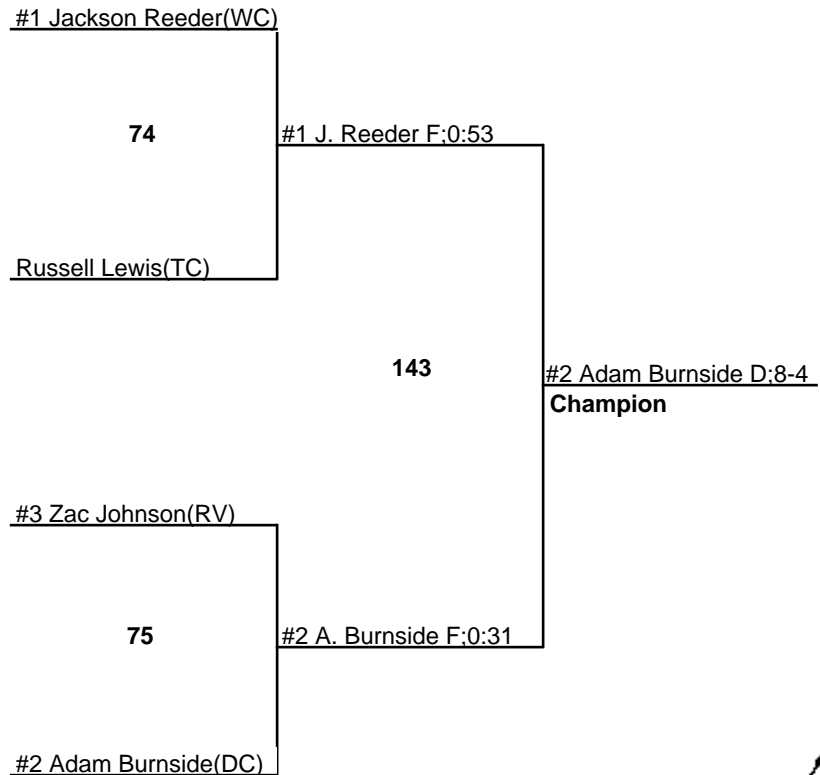 #1 Jackson Reeder(WC)
74
#1 J. Reeder F;0:53
Russell Lewis(TC)
143
#2 Adam Burnside D;8-4
Champion
#3 Zac Johnson(RV)
75
#2 A. Burnside F;0:31
#2 Adam Burnside(DC)